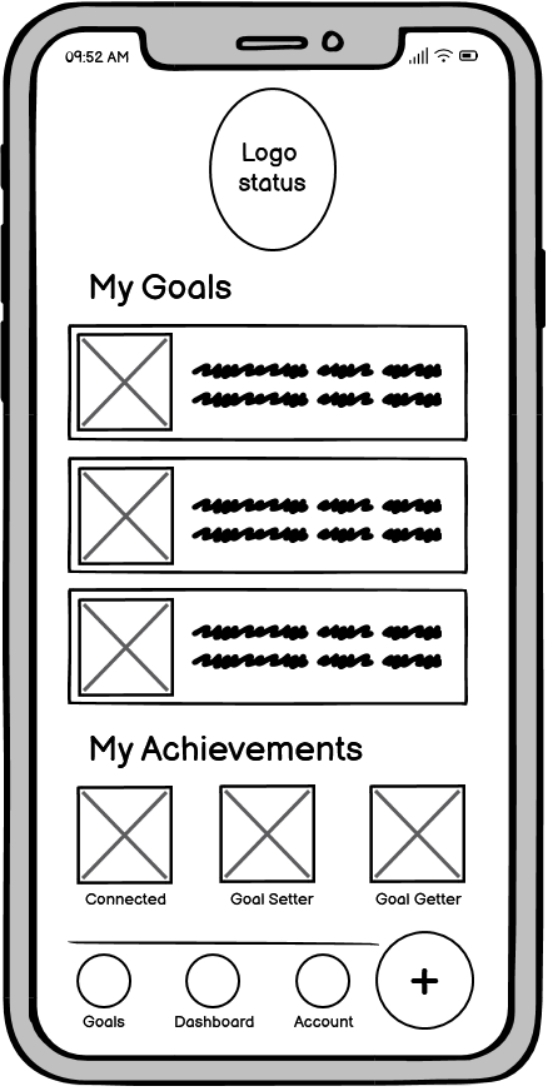 09:52 AM
Logo
status
My Goals
My Achievements
Connected
Goal Setter
Goal Getter
+
Goals
Dashboard
Account